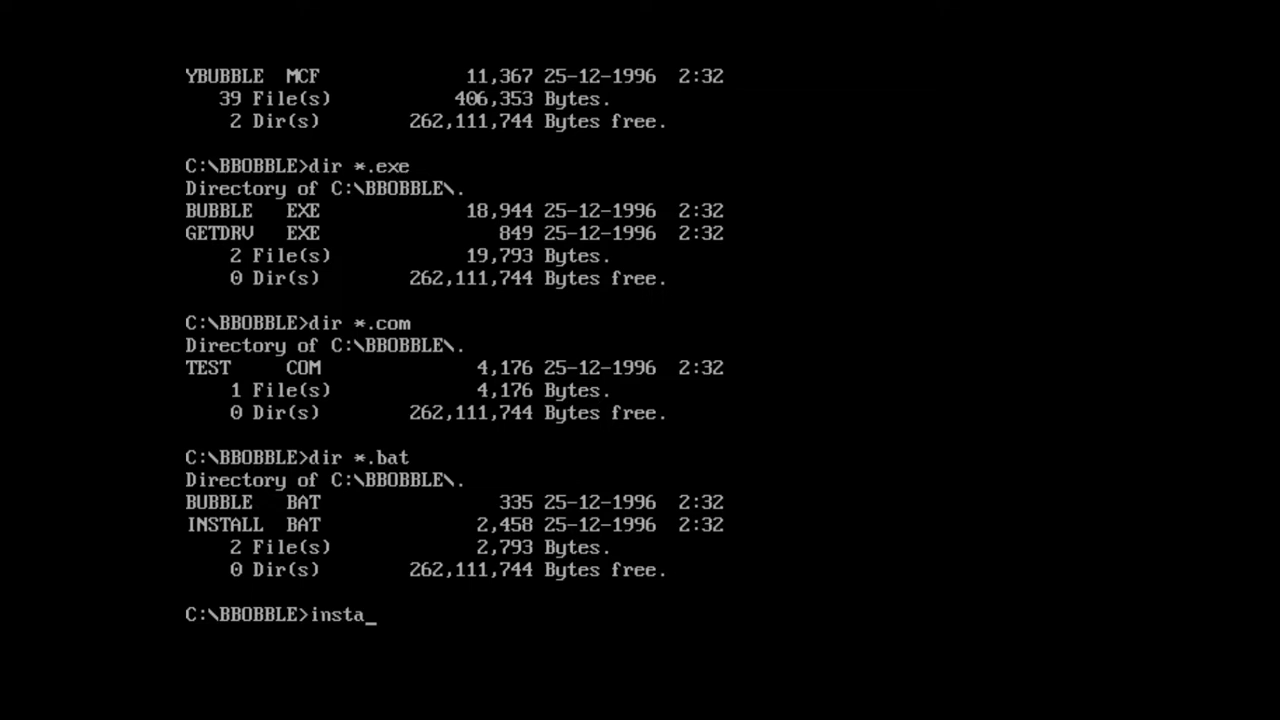 YBUBBLE  MCF             11,367 25-12-1996  2:32
   39 File(s)           406,353 Bytes.
    2 Dir(s)        262,111,744 Bytes free.
C:\BBOBBLE>dir *.exe
Directory of C:\BBOBBLE\.
BUBBLE   EXE             18,944 25-12-1996  2:32
GETDRV   EXE                849 25-12-1996  2:32
    2 File(s)            19,793 Bytes.
    0 Dir(s)        262,111,744 Bytes free.
C:\BBOBBLE>dir *.com
Directory of C:\BBOBBLE\.
TEST     COM              4,176 25-12-1996  2:32
    1 File(s)             4,176 Bytes.
    0 Dir(s)        262,111,744 Bytes free.
C:\BBOBBLE>dir *.bat
Directory of C:\BBOBBLE\.
BUBBLE   BAT                335 25-12-1996  2:32
INSTALL  BAT              2,458 25-12-1996  2:32
    2 File(s)             2,793 Bytes.
    0 Dir(s)        262,111,744 Bytes free.
C:\BBOBBLE>insta_